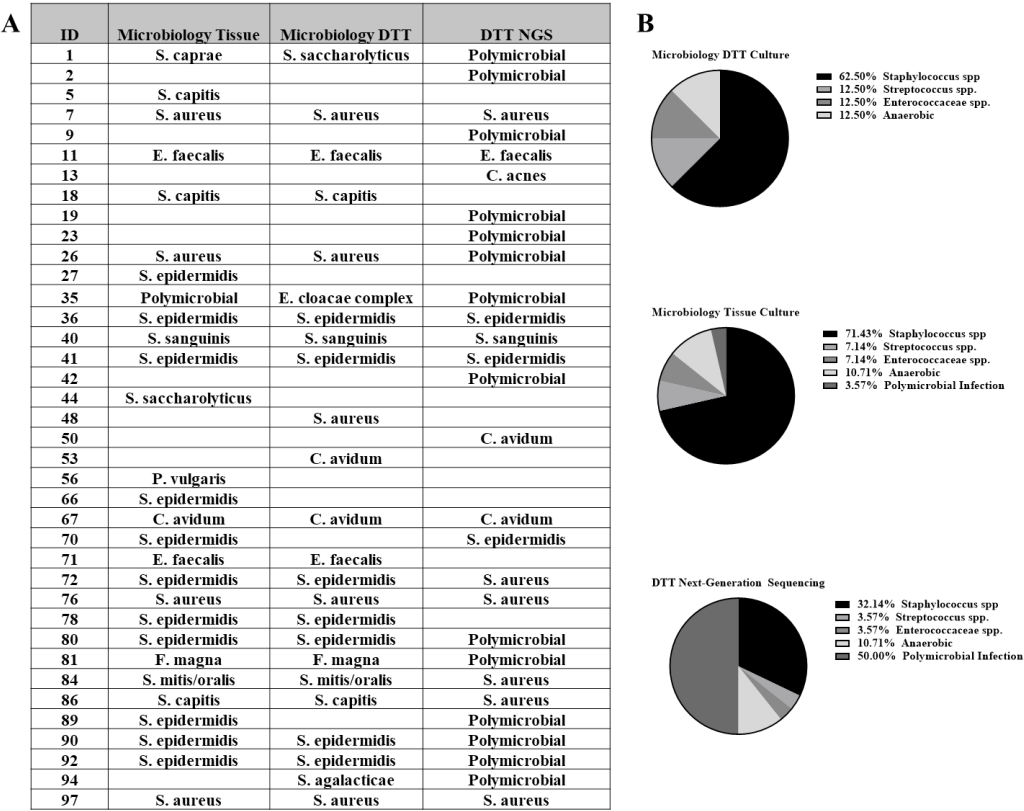 A
ID Microbiology Tissue Microbiology DTT DTT NGS
1 S. caprae S. saccharolyticus Polymicrobial
2 Polymicrobial
5 S. capitis
7 S. aureus S. aureus S. aureus
9 Polymicrobial
11 E. faecalis E. faecalis E. faecalis
13 C. acnes
18 S. capitis S. capitis
19 Polymicrobial
23 Polymicrobial
26 S. aureus S. aureus Polymicrobial
27 S. epidermidis
35 Polymicrobial E. cloacae complex Polymicrobial
36 S. epidermidis S. epidermidis S. epidermidis
40 S. sanguinis S. sanguinis S. sanguinis
41 S. epidermidis S. epidermidis S. epidermidis
42 Polymicrobial
44 S. saccharolyticus
48 S. aureus
50 C. avidum
53 C. avidum
56 P. vulgaris
66 S. epidermidis
67 C. avidum C. avidum C. avidum
70 S. epidermidis S. epidermidis
71 E. faecalis E. faecalis
72 S. epidermidis S. epidermidis S. aureus
76 S. aureus S. aureus S. aureus
78 S. epidermidis S. epidermidis
80 S. epidermidis S. epidermidis Polymicrobial
81 F. magna F. magna Polymicrobial
84 S. mitis/oralis S. mitis/oralis S. aureus
86 S. capitis S. capitis S. aureus
89 S. epidermidis Polymicrobial
90 S. epidermidis S. epidermidis Polymicrobial
92 S. epidermidis S. epidermidis Polymicrobial
94 S. agalacticae Polymicrobial
97 S. aureus S. aureus S. aureus
B
Microbiology DTT Culture
62.50% Staphylococcus spp
12.50% Streptococcus spp.
12.50% Enterococcaceae spp.
12.50% Anaerobic
Microbiology Tissue Culture
71.43% Staphylococcus spp
7.14% Streptococcus spp.
7.14% Enterococcaceae spp.
10.71% Anaerobic
3.57% Polymicrobial Infection
DTT Next-Generation Sequencing
32.14% Staphylococcus spp
3.57% Streptococcus spp.
3.57% Enterococcaceae spp.
10.71% Anaerobic
50.00% Polymicrobial Infection